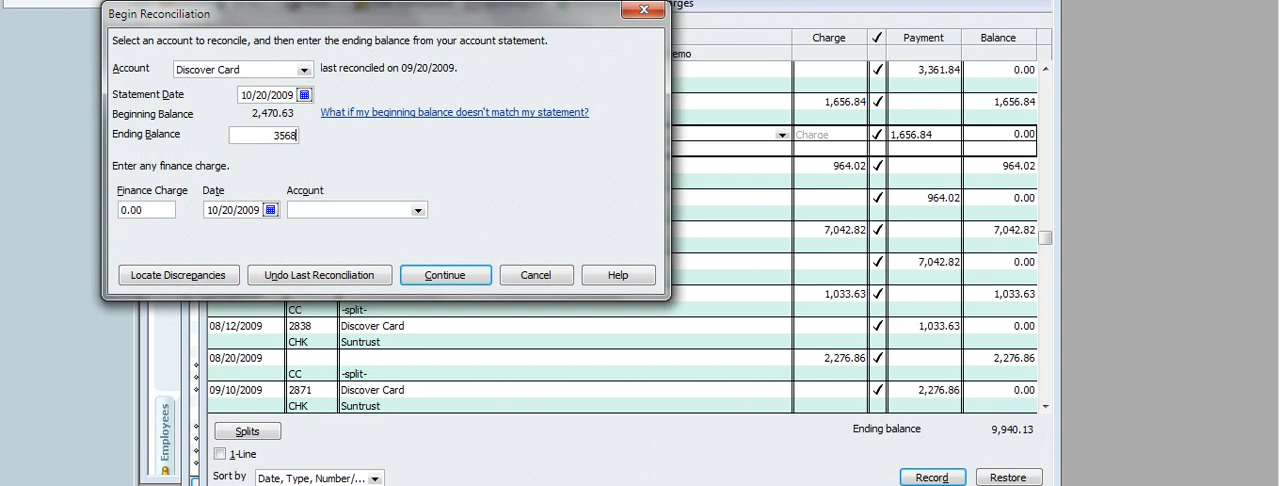 Begin Reconciliation
Select an account to reconcile, and then enter the ending balance from your account statement.
Account Discover Card last reconciled on 09/20/2009.
Statement Date 10/20/2009
Beginning Balance 2,470.63 What if my beginning balance doesn't match my statement?
Ending Balance 3568
Enter any finance charge.
Finance Charge Date Account
0.00 10/20/2009
Locate Discrepancies Undo Last Reconciliation Continue Cancel Help
Charge ✓ Payment Balance
✓ 3,361.84 0.00
1,656.84 ✓ 1,656.84
Charge ✓ 1,656.84 0.00
964.02 ✓ 964.02
✓ 964.02 0.00
7,042.82 ✓ 7,042.82
✓ 7,042.82 0.00
1,033.63 ✓ 1,033.63
CC -split-
08/12/2009 2838 Discover Card ✓ 1,033.63 0.00
CHK Suntrust
08/20/2009 2,276.86 ✓ 2,276.86
CC -split-
09/10/2009 2871 Discover Card ✓ 2,276.86 0.00
CHK Suntrust
Employees
Splits Ending balance 9,940.13
1-Line
Sort by Date, Type, Number/... Record Restore